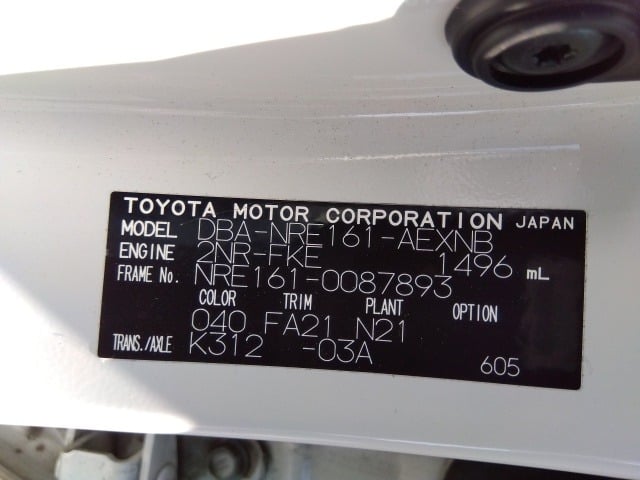 TOYOTA MOTOR CORPORATION JAPAN
MODEL DBA-NRE161-AEXNB
ENGINE 2NR-FKE 1496 mL
FRAME No. NRE161-0087893
COLOR TRIM PLANT OPTION
040 FA21 N21
TRANS./AXLE K312 -03A
605